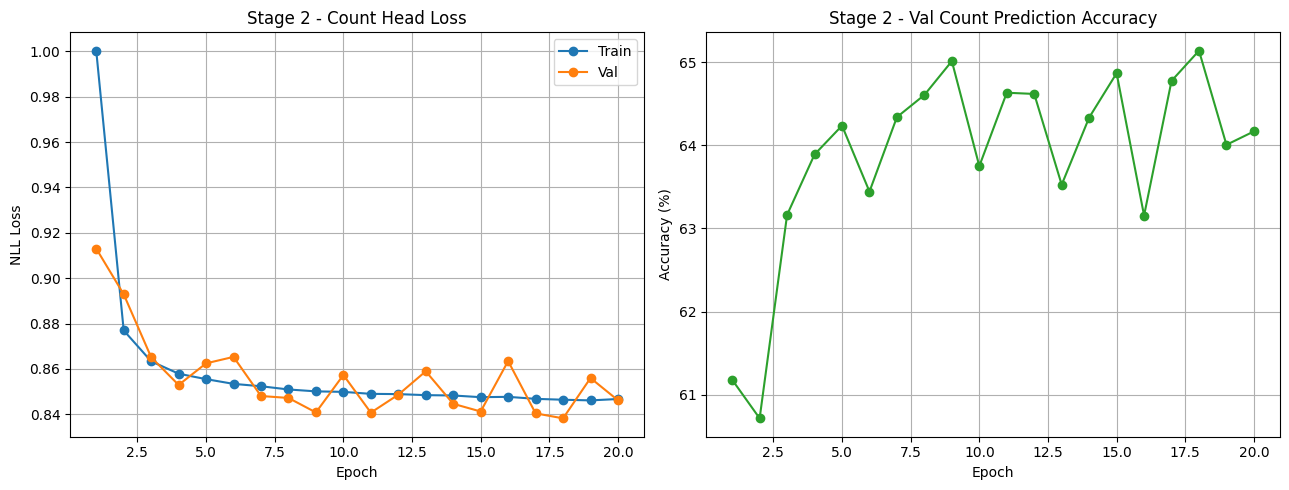 Stage 2 - Count Head Loss
NLL Loss
1.00
0.98
0.96
0.94
0.92
0.90
0.88
0.86
0.84
Train
Val
2.5 5.0 7.5 10.0 12.5 15.0 17.5 20.0
Epoch
Stage 2 - Val Count Prediction Accuracy
Accuracy (%)
65
64
63
62
61
2.5 5.0 7.5 10.0 12.5 15.0 17.5 20.0
Epoch